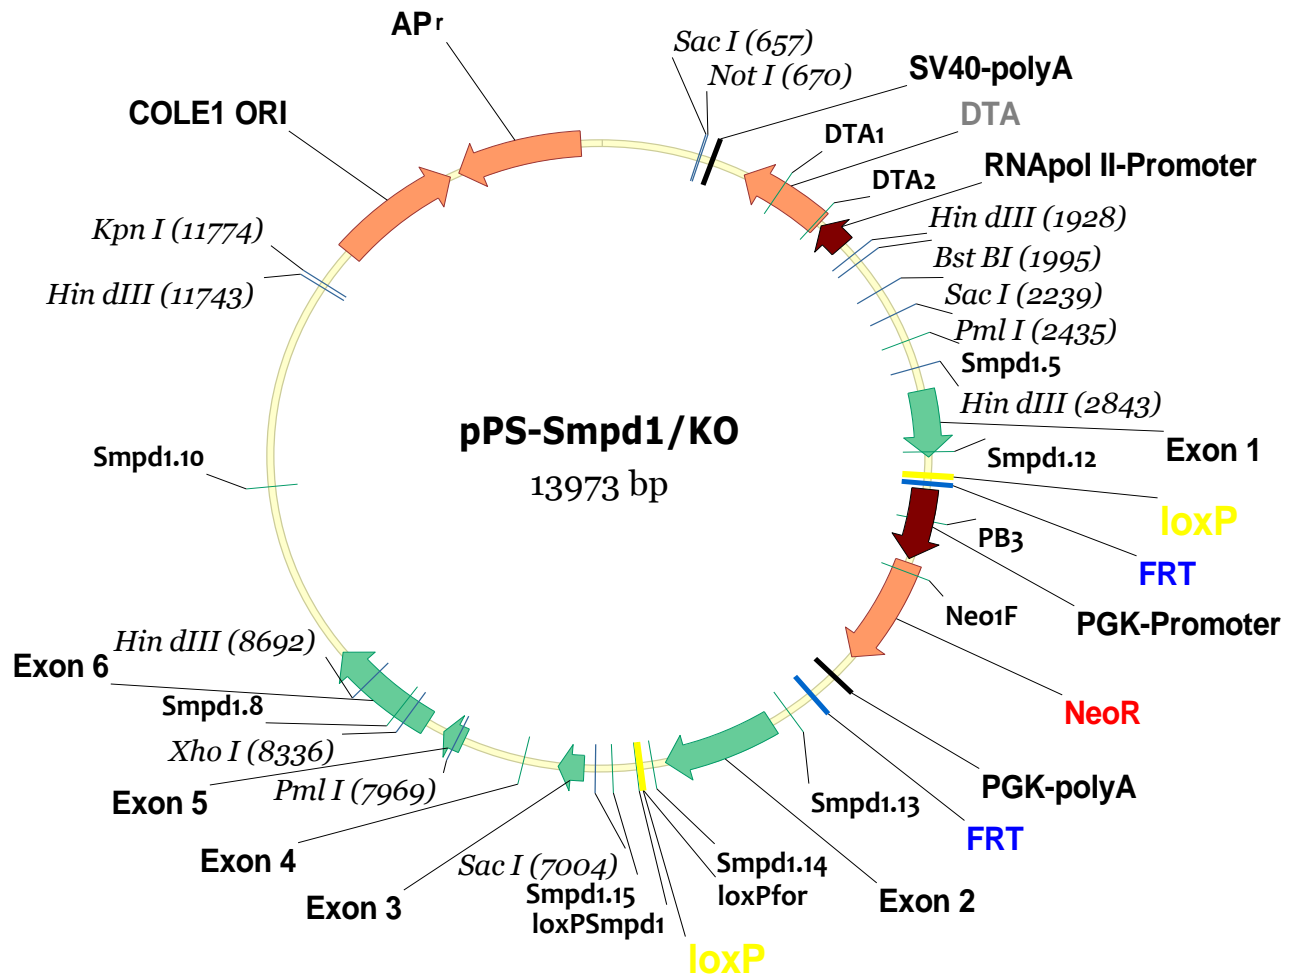 APr
Sac I (657)
Not I (670)
SV40-polyA
DTA
COLE1 ORI
DTA1
RNApol II-Promoter
DTA2
Kpn I (11774)
Hin dIII (1928)
Bst BI (1995)
Hin dIII (11743)
Sac I (2239)
Pml I (2435)
Smpd1.5
Hin dIII (2843)
pPS-Smpd1/KO
Exon 1
Smpd1.10
13973 bp
Smpd1.12
loxP
PB3
FRT
Neo1F
PGK-Promoter
Hin dIII (8692)
Exon 6
Smpd1.8
NeoR
Xho I (8336)
Exon 5
Pml I (7969)
PGK-polyA
Smpd1.13
FRT
Exon 4
Sac I (7004)
Smpd1.14
Exon 3
Smpd1.15
loxPfor
Exon 2
loxPSmpd1
loxP